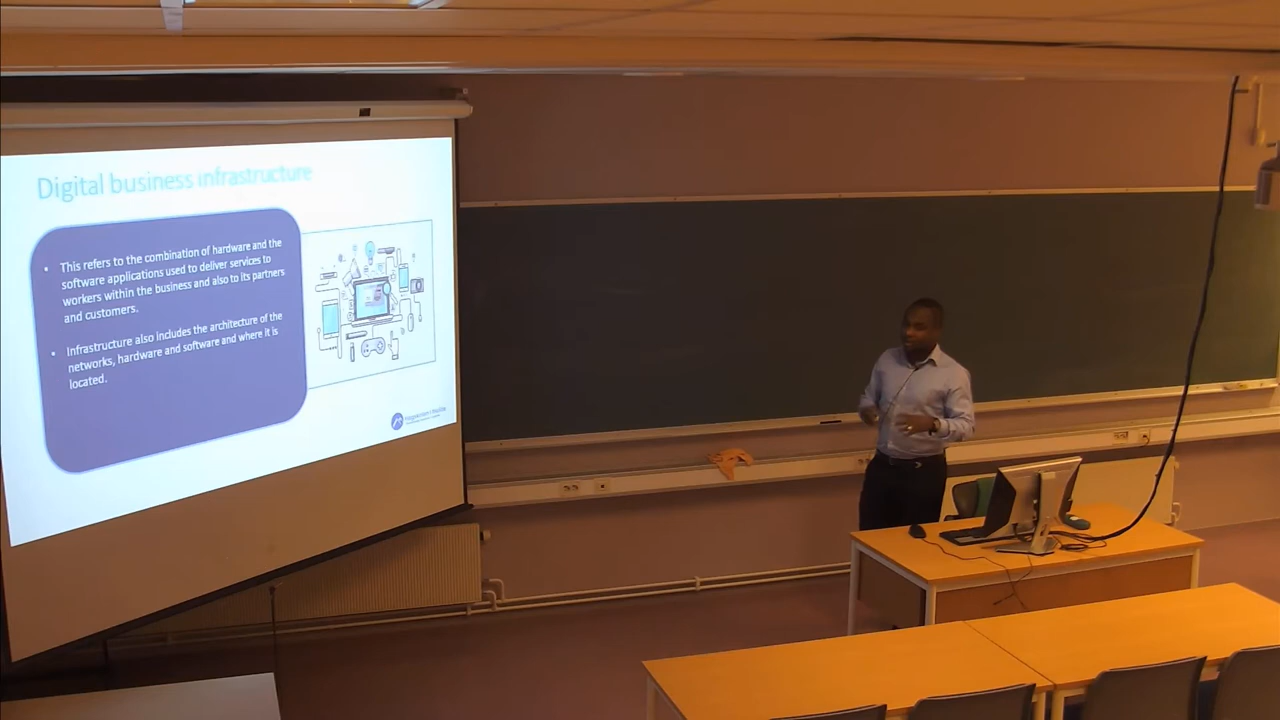 Digital business infrastructure
• This refers to the combination of hardware and the
software applications used to deliver services to
workers within the business and also to its partners
and customers.
• Infrastructure also includes the architecture of the
networks, hardware and software and where it is
located.